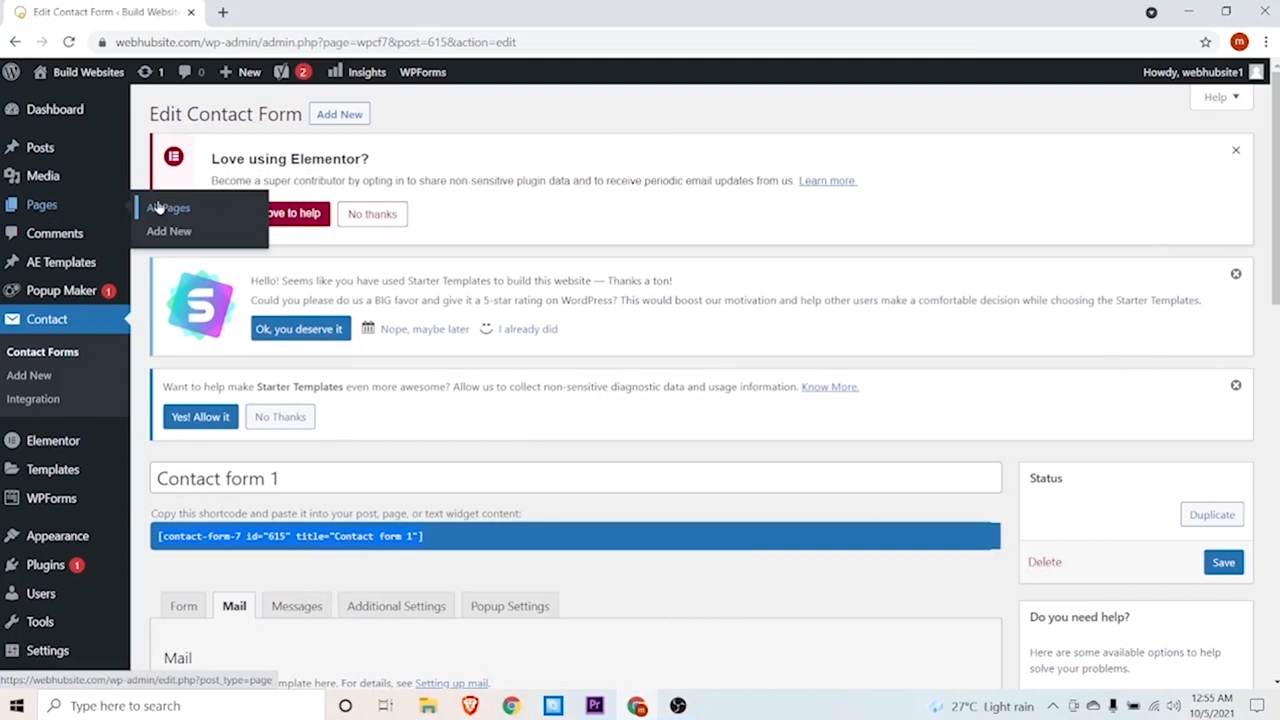 Edit Contact Form ‹ Build Websit
webhubsite.com/wp-admin/admin.php?page=wpcf7&post=615&action=edit
m
Build Websites
1
0
New
2
Insights
WPForms
Howdy, webhubsite1
Dashboard
Posts
Media
Pages
All Pages
Add New
Comments
AE Templates
Popup Maker 1
Contact
Contact Forms
Add New
Integration
Elementor
Templates
WPForms
Appearance
Plugins 1
Users
Tools
Settings
Edit Contact Form
Add New
Help
Love using Elementor?
Become a super contributor by opting in to share non-sensitive plugin data and to receive periodic email updates from us. Learn more.
ove to help
No thanks
S
Hello! Seems like you have used Starter Templates to build this website — Thanks a ton!
Could you please do us a BIG favor and give it a 5-star rating on WordPress? This would boost our motivation and help other users make a comfortable decision while choosing the Starter Templates.
Ok, you deserve it
Nope, maybe later
I already did
Want to help make Starter Templates even more awesome? Allow us to collect non-sensitive diagnostic data and usage information. Know More.
Yes! Allow it
No Thanks
Contact form 1
Copy this shortcode and paste it into your post, page, or text widget content:
[contact-form-7 id="615" title="Contact form 1"]
Status
Duplicate
Delete
Save
Form
Mail
Messages
Additional Settings
Popup Settings
Do you need help?
Here are some available options to help
solve your problems.
Mail
template here. For details, see Setting up mail.
https://webhubsite.com/wp-admin/edit.php?post_type=page
Type here to search
Pr
m
27°C Light rain
12:55 AM
10/5/2021